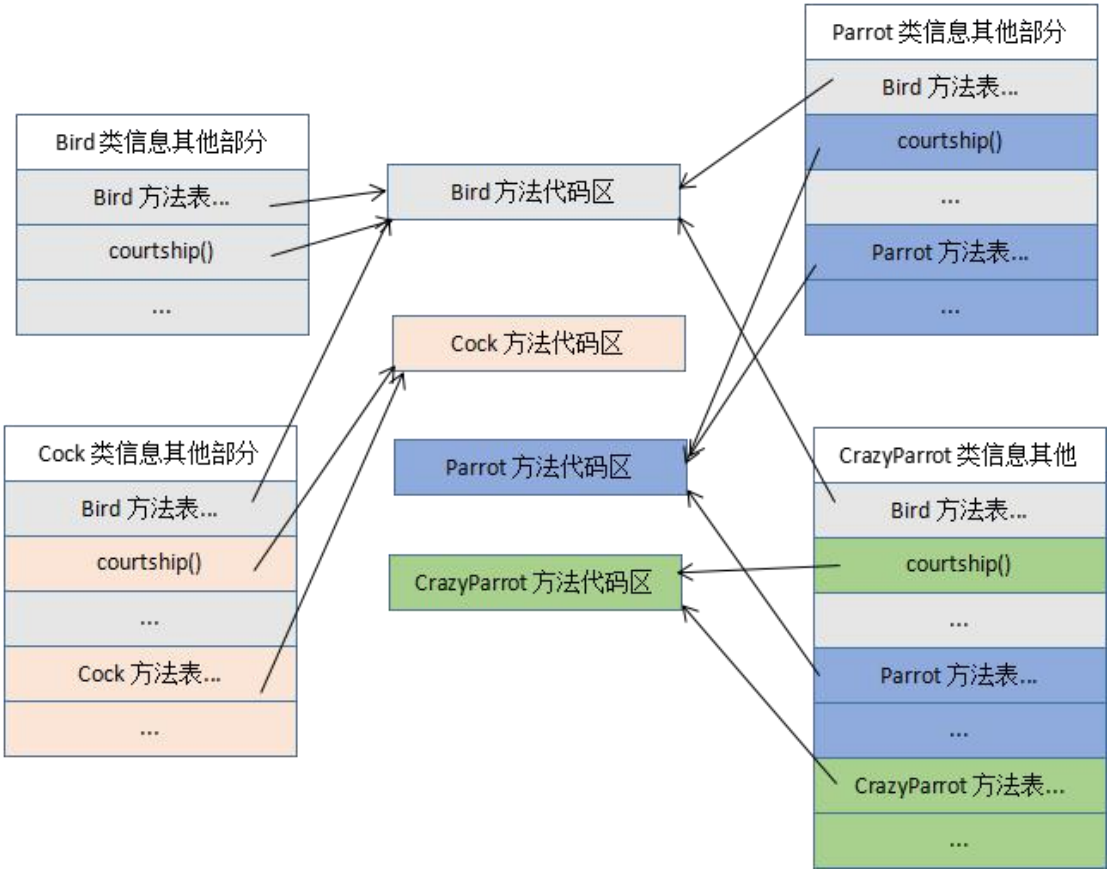 Bird 类信息其他部分
Bird 方法表...
courtship()
...
Cock 类信息其他部分
Bird 方法表...
courtship()
...
Cock 方法表...
...
Bird 方法代码区
Cock 方法代码区
Parrot 方法代码区
CrazyParrot 方法代码区
Parrot 类信息其他部分
Bird 方法表...
courtship()
...
Parrot 方法表...
...
CrazyParrot 类信息其他
Bird 方法表...
courtship()
...
Parrot 方法表...
...
CrazyParrot 方法表...
...